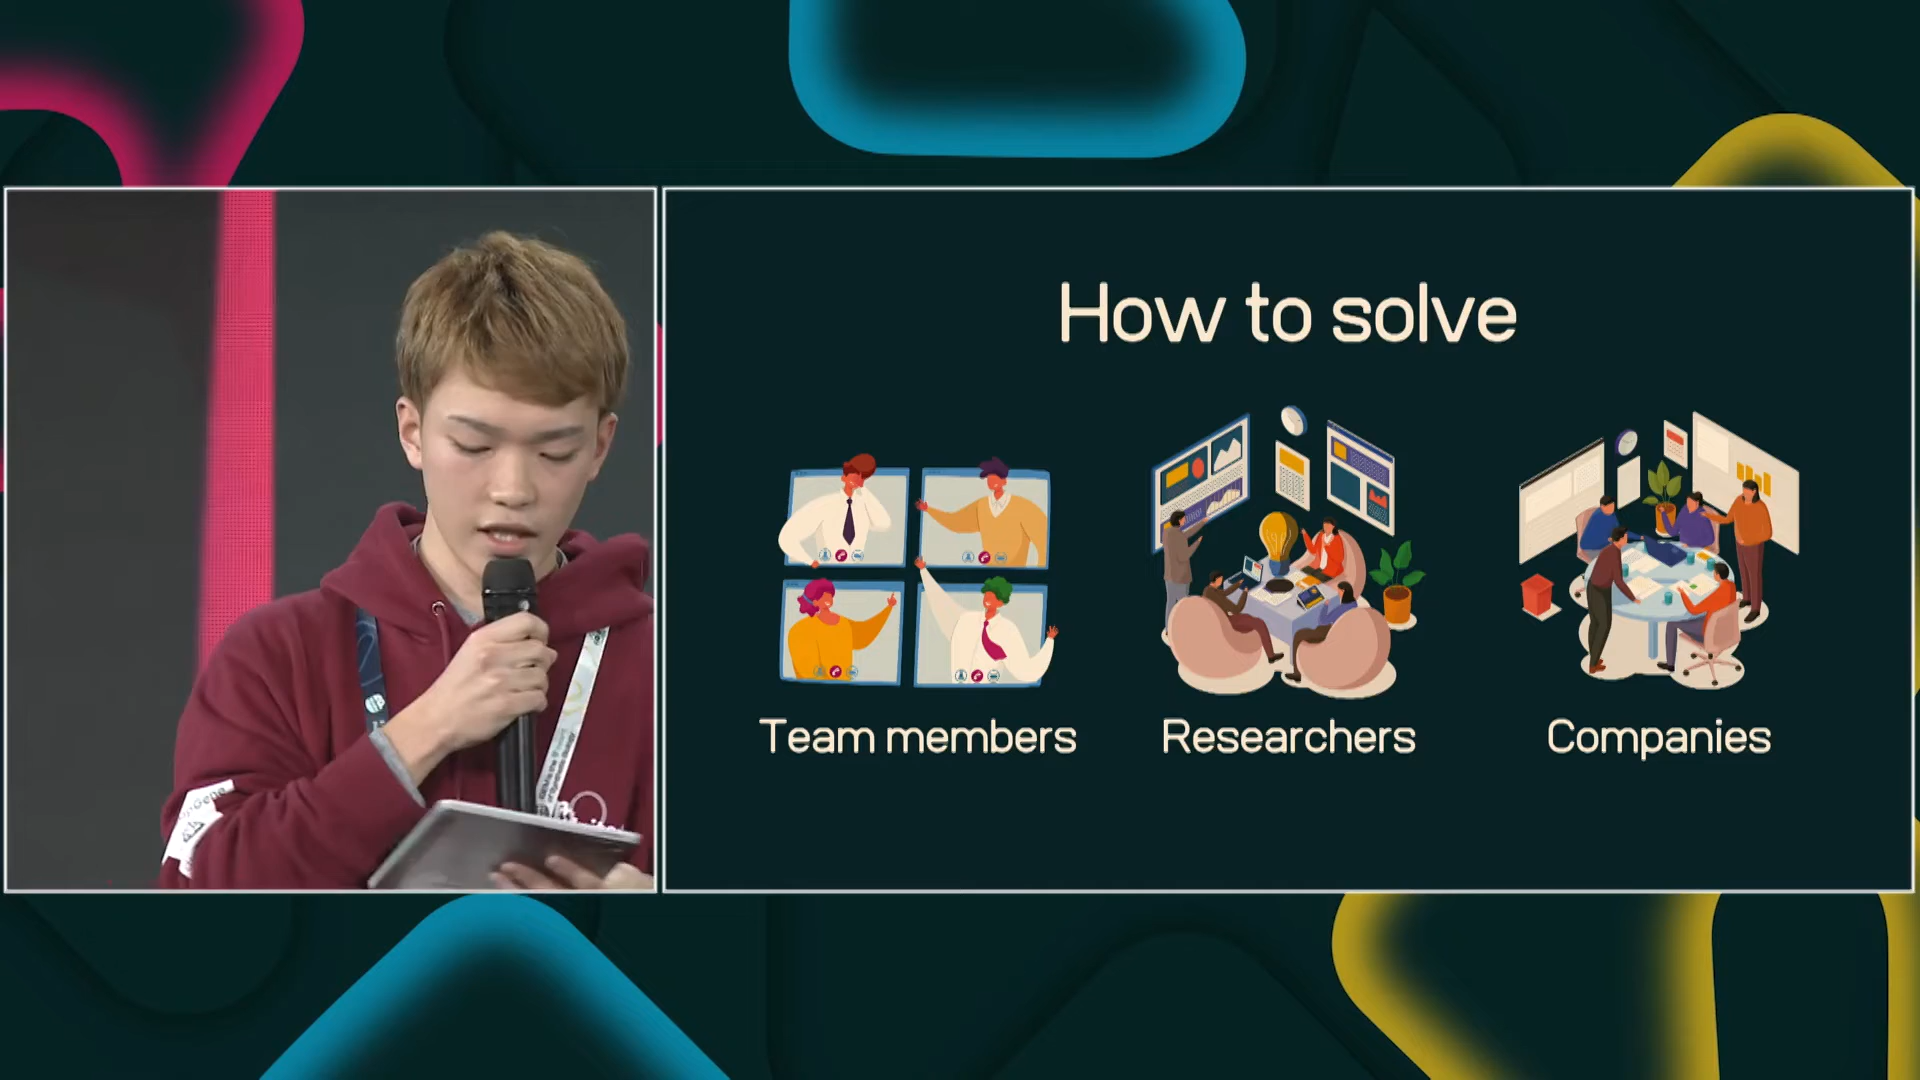 How to solve
Team members
Researchers
Companies